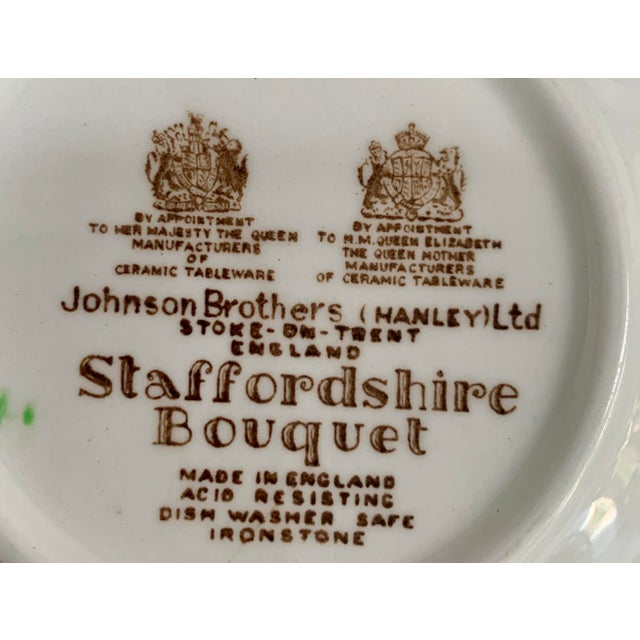 BY APPOINTMENT
TO HER MAJESTY THE QUEEN
MANUFACTURERS
OF
CERAMIC TABLEWARE
BY APPOINTMENT
TO H.M. QUEEN ELIZABETH
THE QUEEN MOTHER
MANUFACTURERS
OF CERAMIC TABLEWARE
Johnson Brothers (HANLEY) Ltd
STOKE-ON-TRENT
ENGLAND
Staffordshire
Bouquet
MADE IN ENGLAND
ACID RESISTING
DISH WASHER SAFE
IRONSTONE